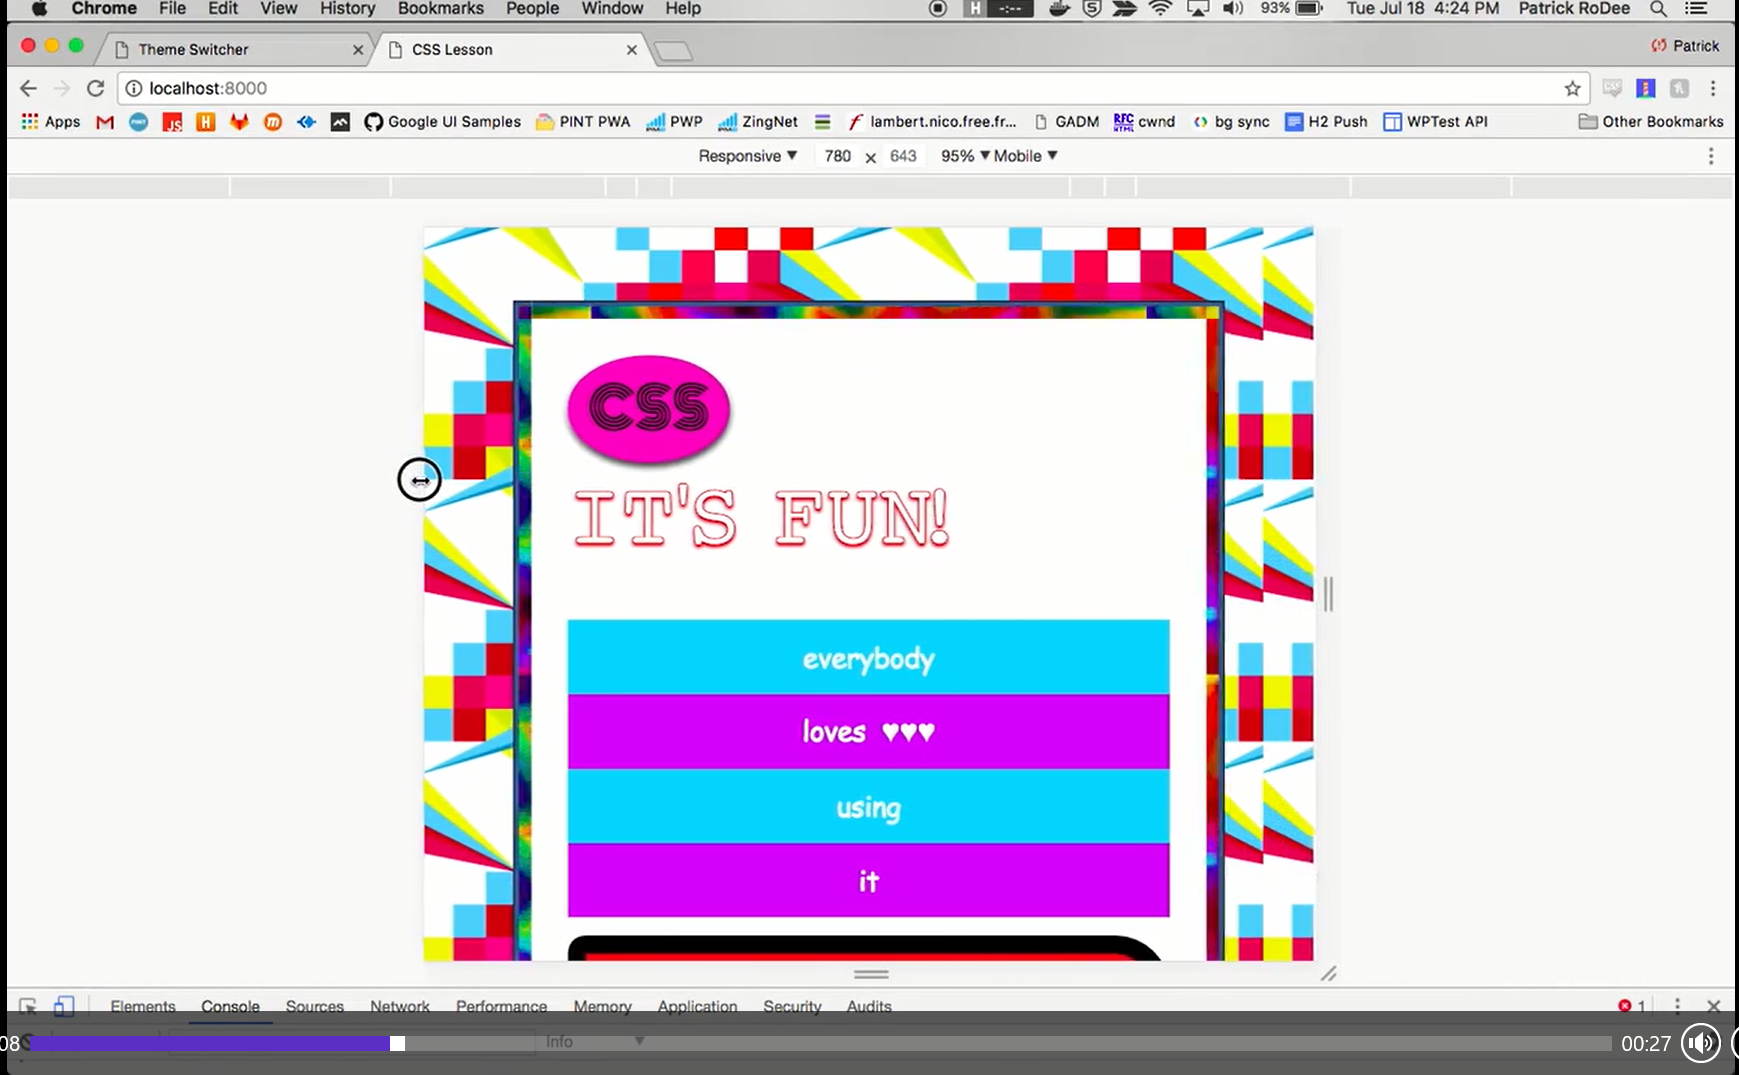 Chrome File Edit View History Bookmarks People Window Help H -:-- 93% Tue Jul 18 4:24 PM Patrick RoDee
Theme Switcher CSS Lesson Patrick
localhost:8000
Apps JS H Google UI Samples PINT PWA PWP ZingNet lambert.nico.free.fr... GADM RFC HTML cwnd bg sync H2 Push WPTest API Other Bookmarks
Responsive 780 x 643 95% Mobile
CSS
IT'S FUN!
everybody
loves ♥♥♥
using
it
Elements Console Sources Network Performance Memory Application Security Audits 1
Info
08 00:27